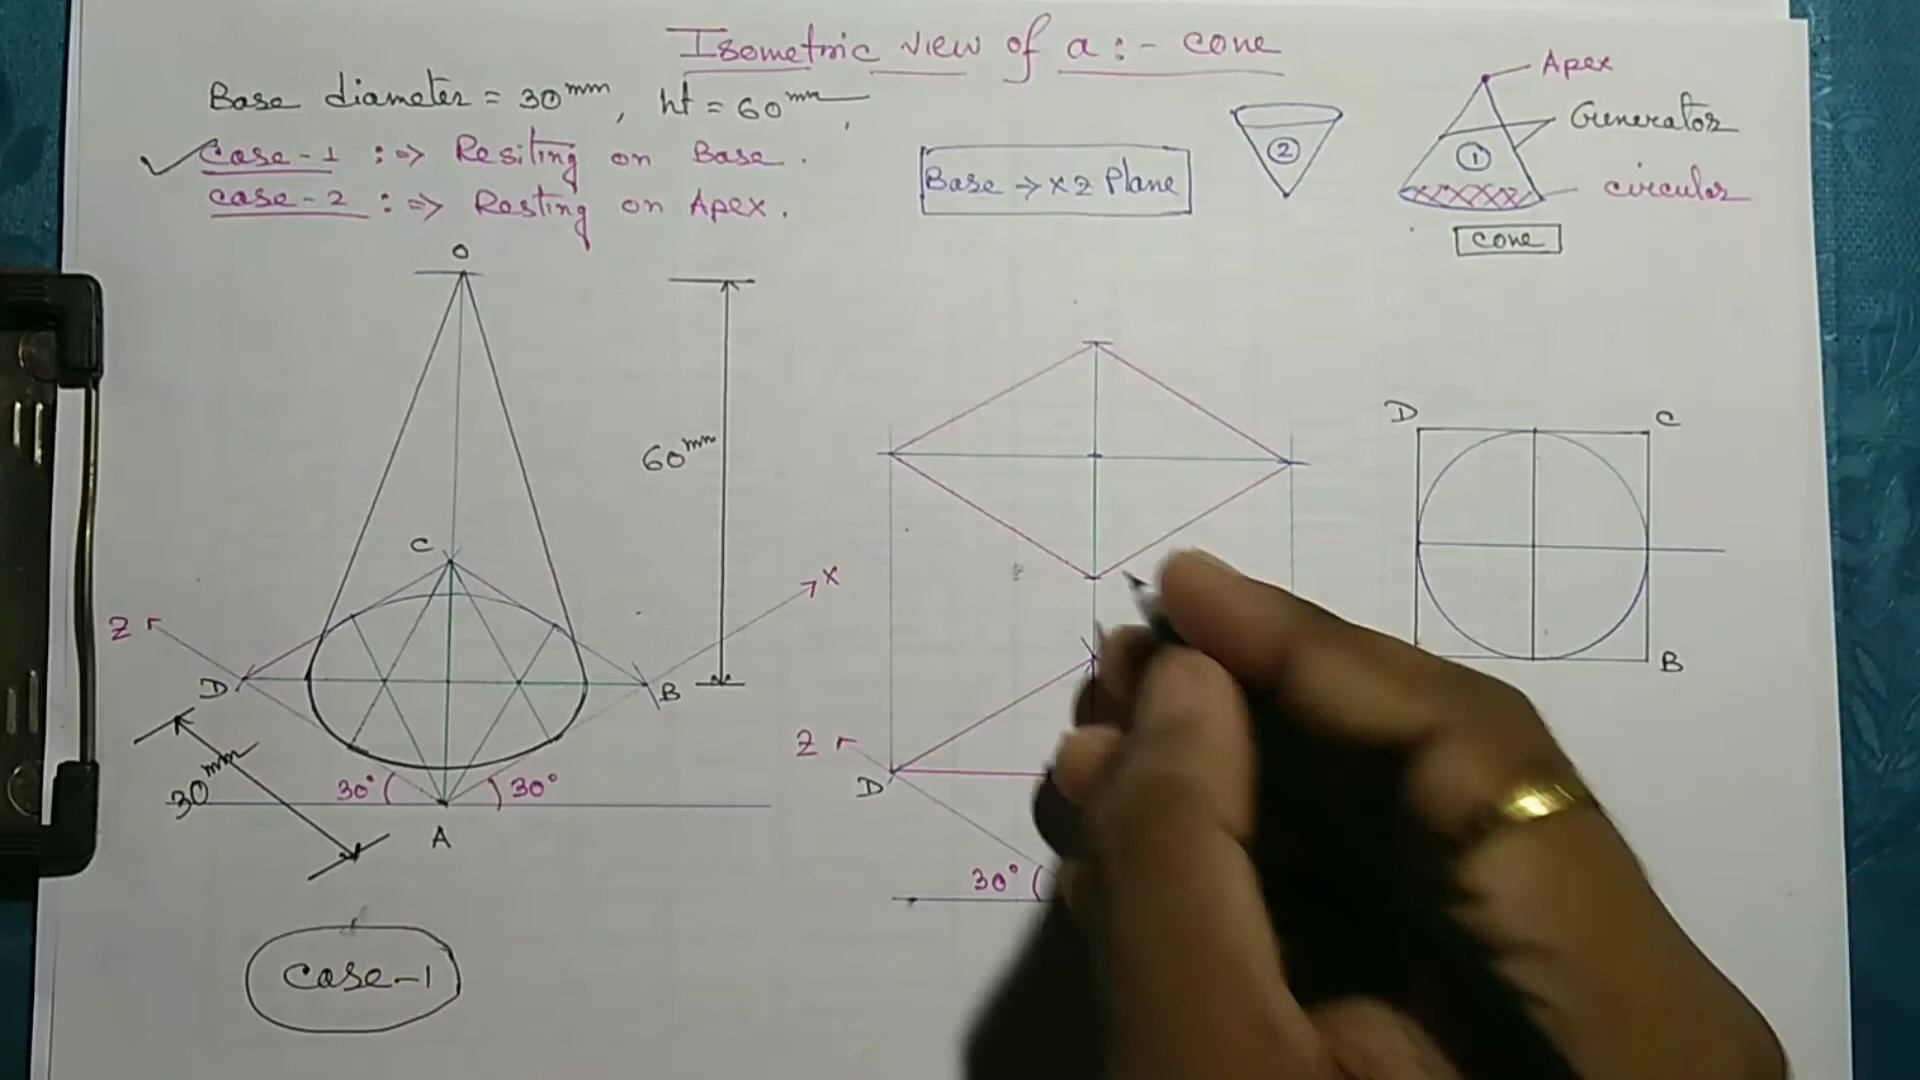 Isometric view of a :- cone
Base diameter = 30mm, ht = 60mm,
Case-1 :⇒ Resiting on Base.
case-2 :⇒ Resting on Apex.
Base → xz Plane
2
1
Apex
Generator
circular
cone
O
60mm
C
X
Z
D
B
30mm
30°
30°
A
Case-1
Z
D
30°
D
C
B